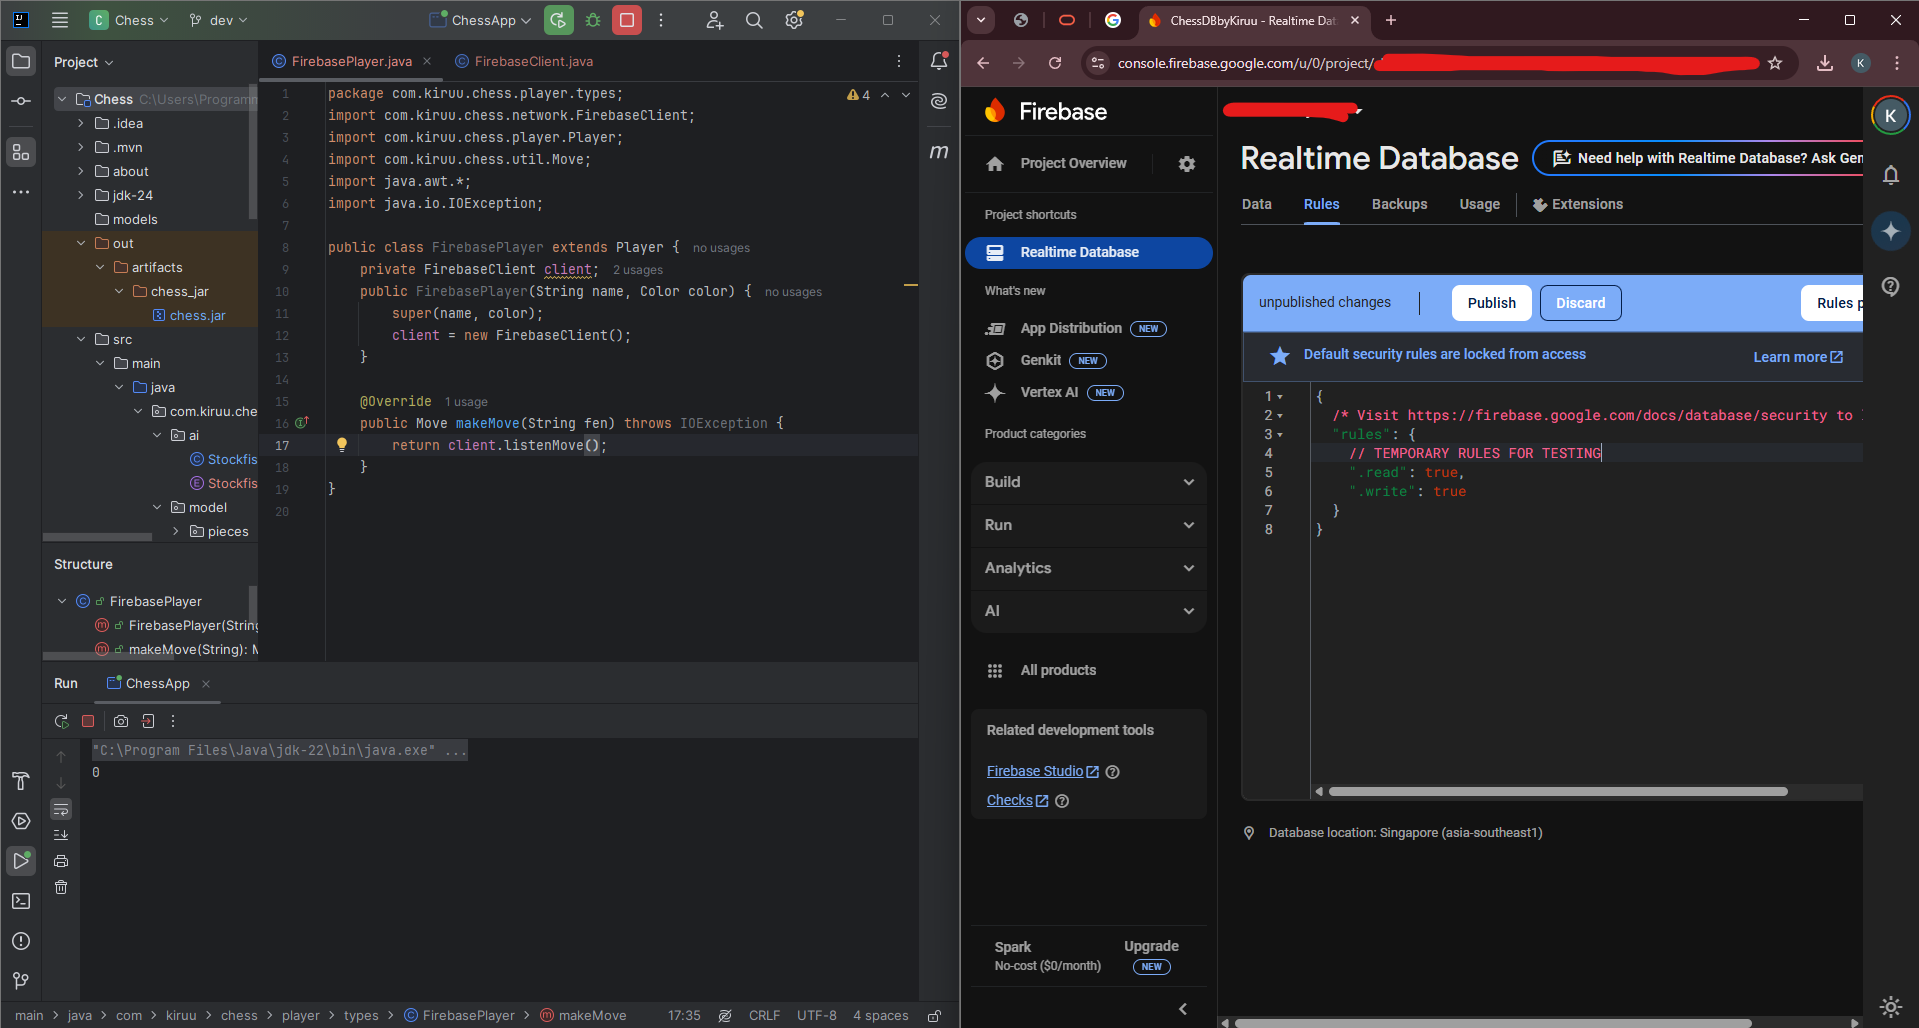 Chess
dev
ChessApp
Project
Chess C:\Users\Programm
.idea
.mvn
about
jdk-24
models
out
artifacts
chess_jar
chess.jar
src
main
java
com.kiruu.che
ai
Stockfis
Stockfis
model
pieces
Structure
FirebasePlayer
FirebasePlayer(String
makeMove(String): M
FirebasePlayer.java
FirebaseClient.java
4
1 package com.kiruu.chess.player.types;
2 import com.kiruu.chess.network.FirebaseClient;
3 import com.kiruu.chess.player.Player;
4 import com.kiruu.chess.util.Move;
5 import java.awt.*;
6 import java.io.IOException;
7
8 public class FirebasePlayer extends Player { no usages
9 private FirebaseClient client; 2 usages
10 public FirebasePlayer(String name, Color color) { no usages
11 super(name, color);
12 client = new FirebaseClient();
13 }
14
15 @Override 1 usage
16 public Move makeMove(String fen) throws IOException {
17 return client.listenMove();
18 }
19 }
20
m
Run ChessApp
"C:\Program Files\Java\jdk-22\bin\java.exe" ...
0
main > java > com > kiruu > chess > player > types > FirebasePlayer > makeMove
17:35 CRLF UTF-8 4 spaces
ChessDBbyKiruu - Realtime Dat
console.firebase.google.com/u/0/project/
K
Firebase
Project Overview
Project shortcuts
Realtime Database
What's new
App Distribution NEW
Genkit NEW
Vertex AI NEW
Product categories
Build
Run
Analytics
AI
All products
Related development tools
Firebase Studio
Checks
Spark
No-cost ($0/month)
Upgrade
NEW
Realtime Database
Need help with Realtime Database? Ask Gem
K
Data Rules Backups Usage Extensions
unpublished changes
Publish
Discard
Rules p
Default security rules are locked from access
Learn more
1 {
2 /* Visit https://firebase.google.com/docs/database/security to
3 "rules": {
4 // TEMPORARY RULES FOR TESTING
5 ".read": true,
6 ".write": true
7 }
8 }
Database location: Singapore (asia-southeast1)